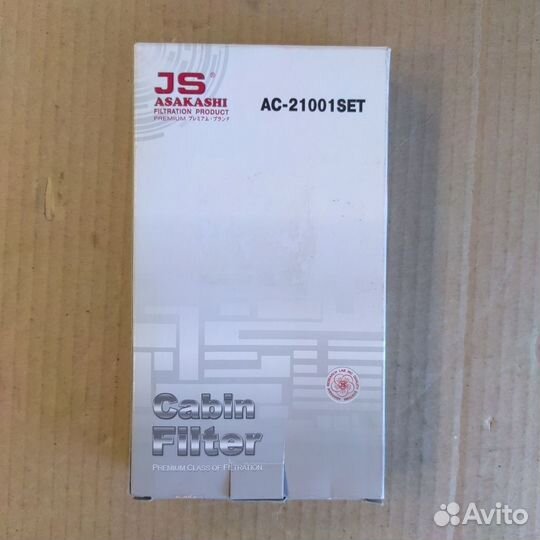 JS®
ASAKASHI
FILTRATION PRODUCT
PREMIUM プレミアム・ブランド
AC-21001SET
Cabin
Filter
PREMIUM CLASS OF FILTRATION
Avito